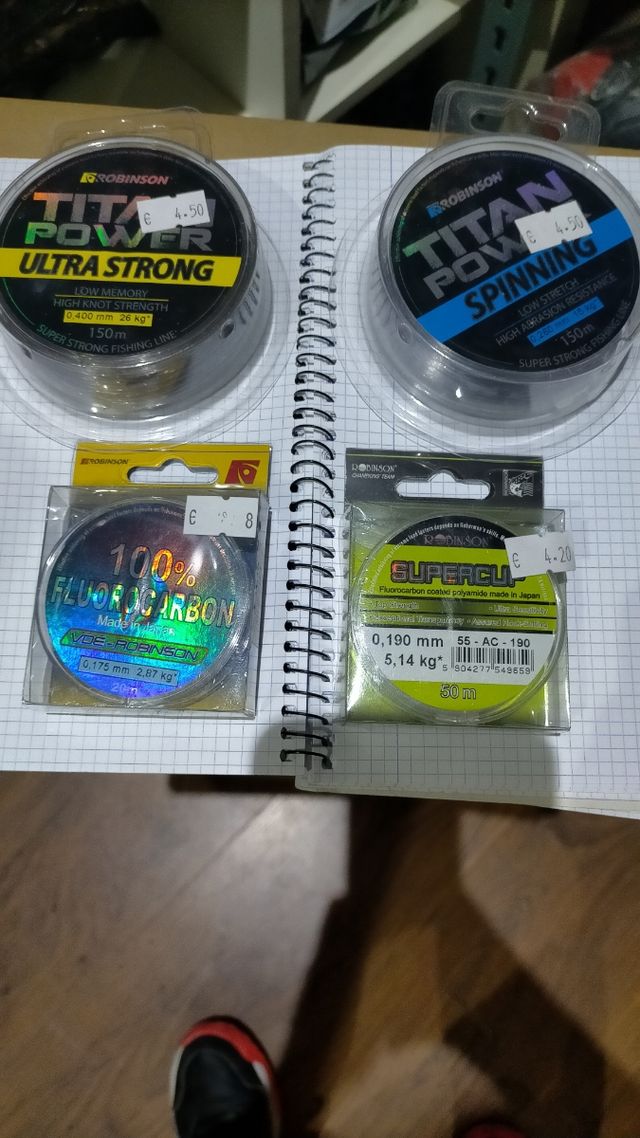 ROBINSON
TITAN
€ 4.50
POWER
ULTRA STRONG
LOW MEMORY
HIGH KNOT STRENGTH
0,400 mm 26 kg*
150m
SUPER STRONG FISHING LINE
ROBINSON
TITAN
€ 4.50
POWER
SPINNING
LOW STRETCH
HIGH ABRASION RESISTANCE
150m
SUPER STRONG FISHING LINE
ROBINSON
€ 8
100%
FLUOROCARBON
Made in Japan
VDE-ROBINSON
0,175 mm 2,87 kg*
20m
ROBINSON
CHAMPIONS' TEAM
ROBINSON
€ 4.20
SUPERCUP
Fluorocarbon coated polyamide made in Japan
0,190 mm
55 - AC - 190
5,14 kg*
5 904277 549659
50 m